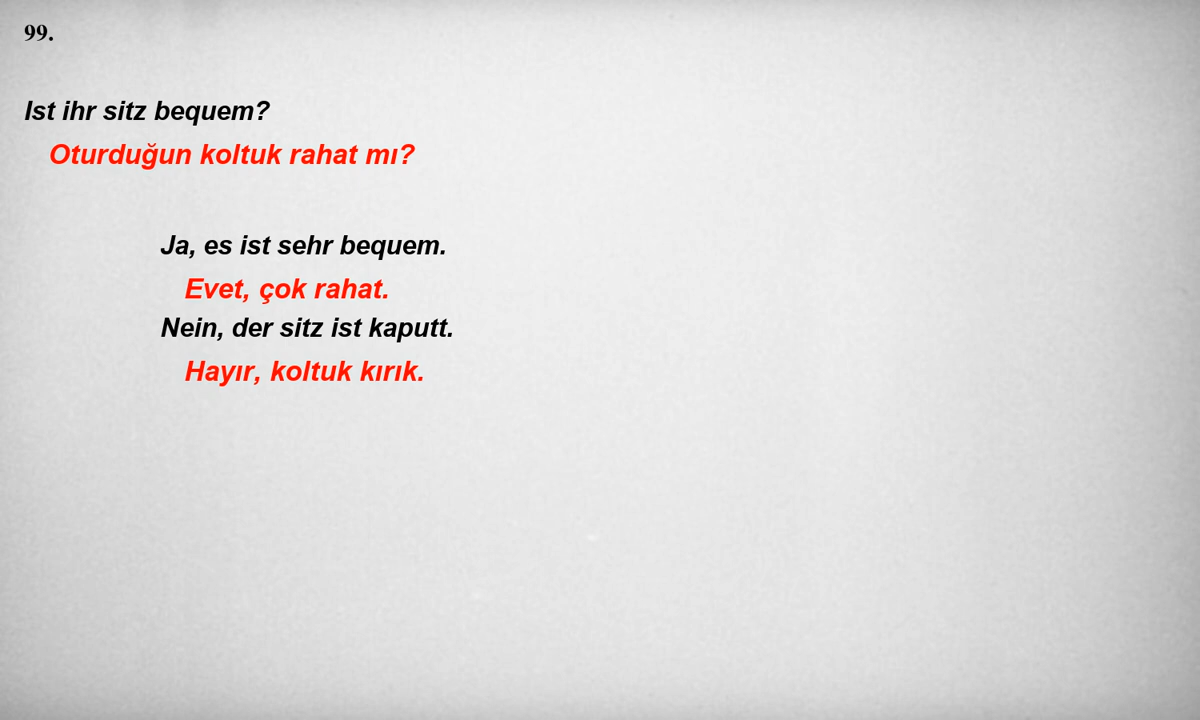 99.
Ist ihr sitz bequem?
Oturduğun koltuk rahat mı?
Ja, es ist sehr bequem.
Evet, çok rahat.
Nein, der sitz ist kaputt.
Hayır, koltuk kırık.